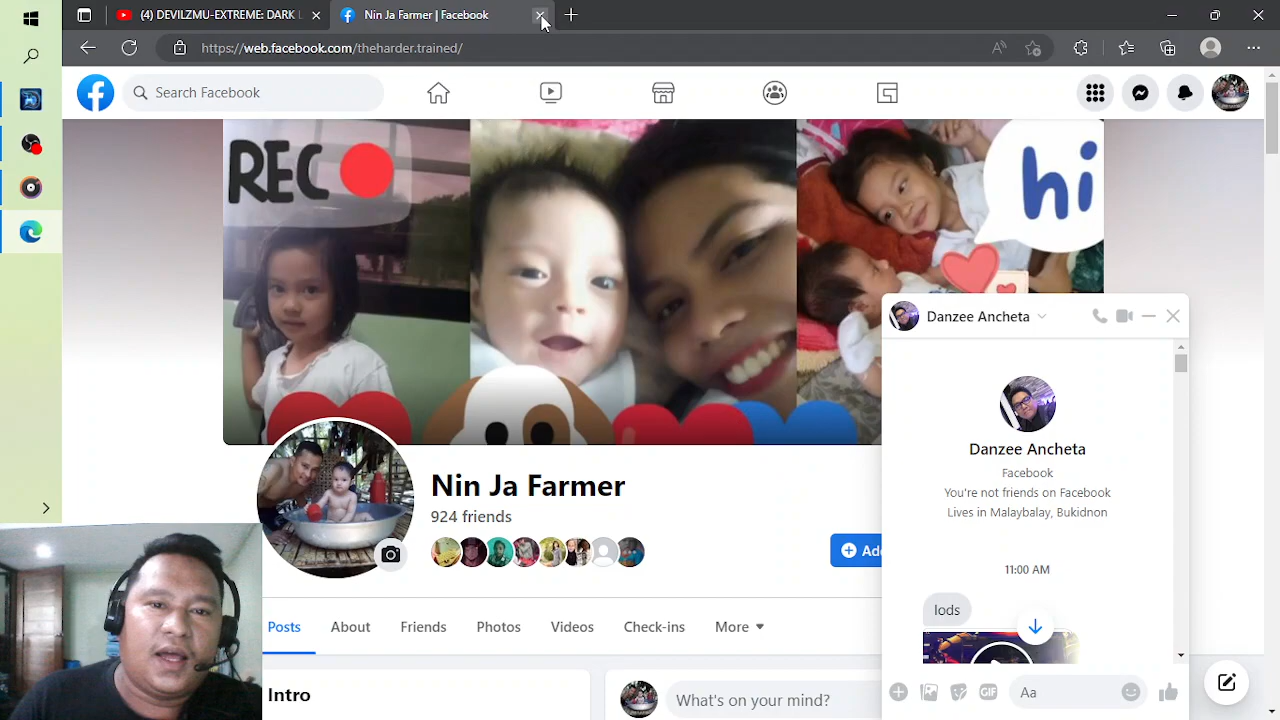 (4) DEVILZMU-EXTREME: DARK L
Nin Ja Farmer | Facebook
https://web.facebook.com/theharder.trained/
Search Facebook
REC
hi
Danzee Ancheta
Danzee Ancheta
Facebook
You're not friends on Facebook
Lives in Malaybalay, Bukidnon
11:00 AM
lods
Aa
Nin Ja Farmer
924 friends
Ad
Posts
About
Friends
Photos
Videos
Check-ins
More
Intro
What's on your mind?
GIF